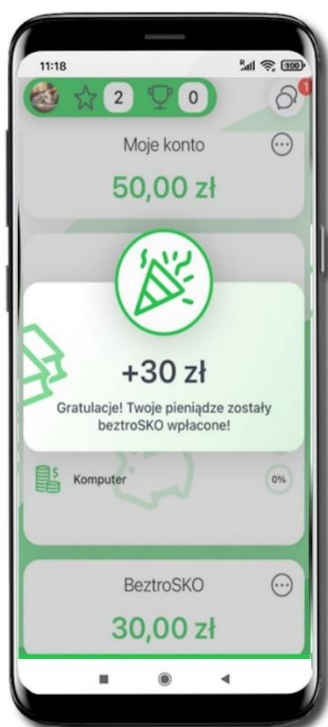 11:18
100
2 0
1
Moje konto
50,00 zł
+30 zł
Gratulacje! Twoje pieniądze zostały
beztroSKO wpłacone!
Komputer
0%
BeztroSKO
30,00 zł